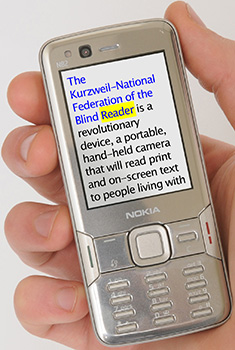 N82
The
Kurzweil-National
Federation of the
Blind Reader is a
revolutionary
device, a portable,
hand-held camera
that will read print
and on-screen text
to people living with
NOKIA